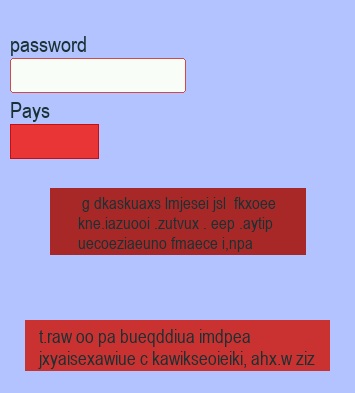 password
Pays
g dkaskuaxs lmjesei jsl fkxoee
kne.iazuooi .zutvux . eep .aytip
uecoeziaeuno fmaece i,npa
t.raw oo pa bueqddiua imdpea
jxyaisexawiue c kawikseoieiki, ahx.w ziz